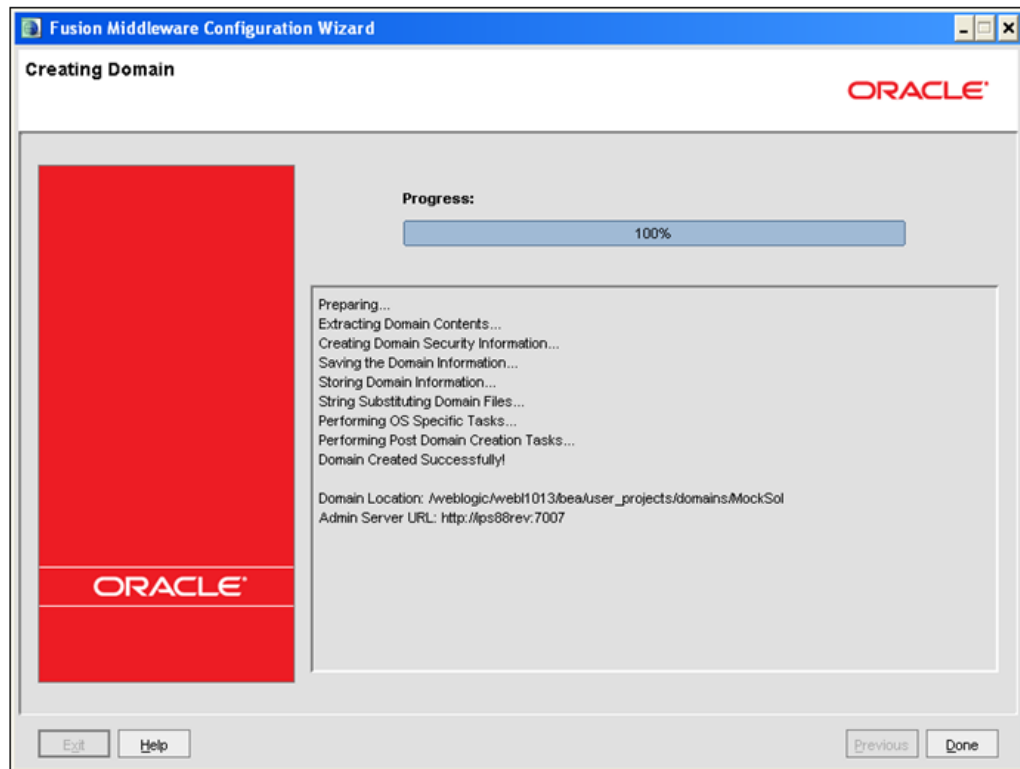 Fusion Middleware Configuration Wizard
Creating Domain
ORACLE®
Progress:
100%
Preparing...
Extracting Domain Contents...
Creating Domain Security Information...
Saving the Domain Information...
Storing Domain Information...
String Substituting Domain Files...
Performing OS Specific Tasks...
Performing Post Domain Creation Tasks...
Domain Created Successfully!
Domain Location: /weblogic/webl1013/bea/user_projects/domains/MockSol
Admin Server URL: http://ips88rev:7007
ORACLE®
Exit Help Previous Done